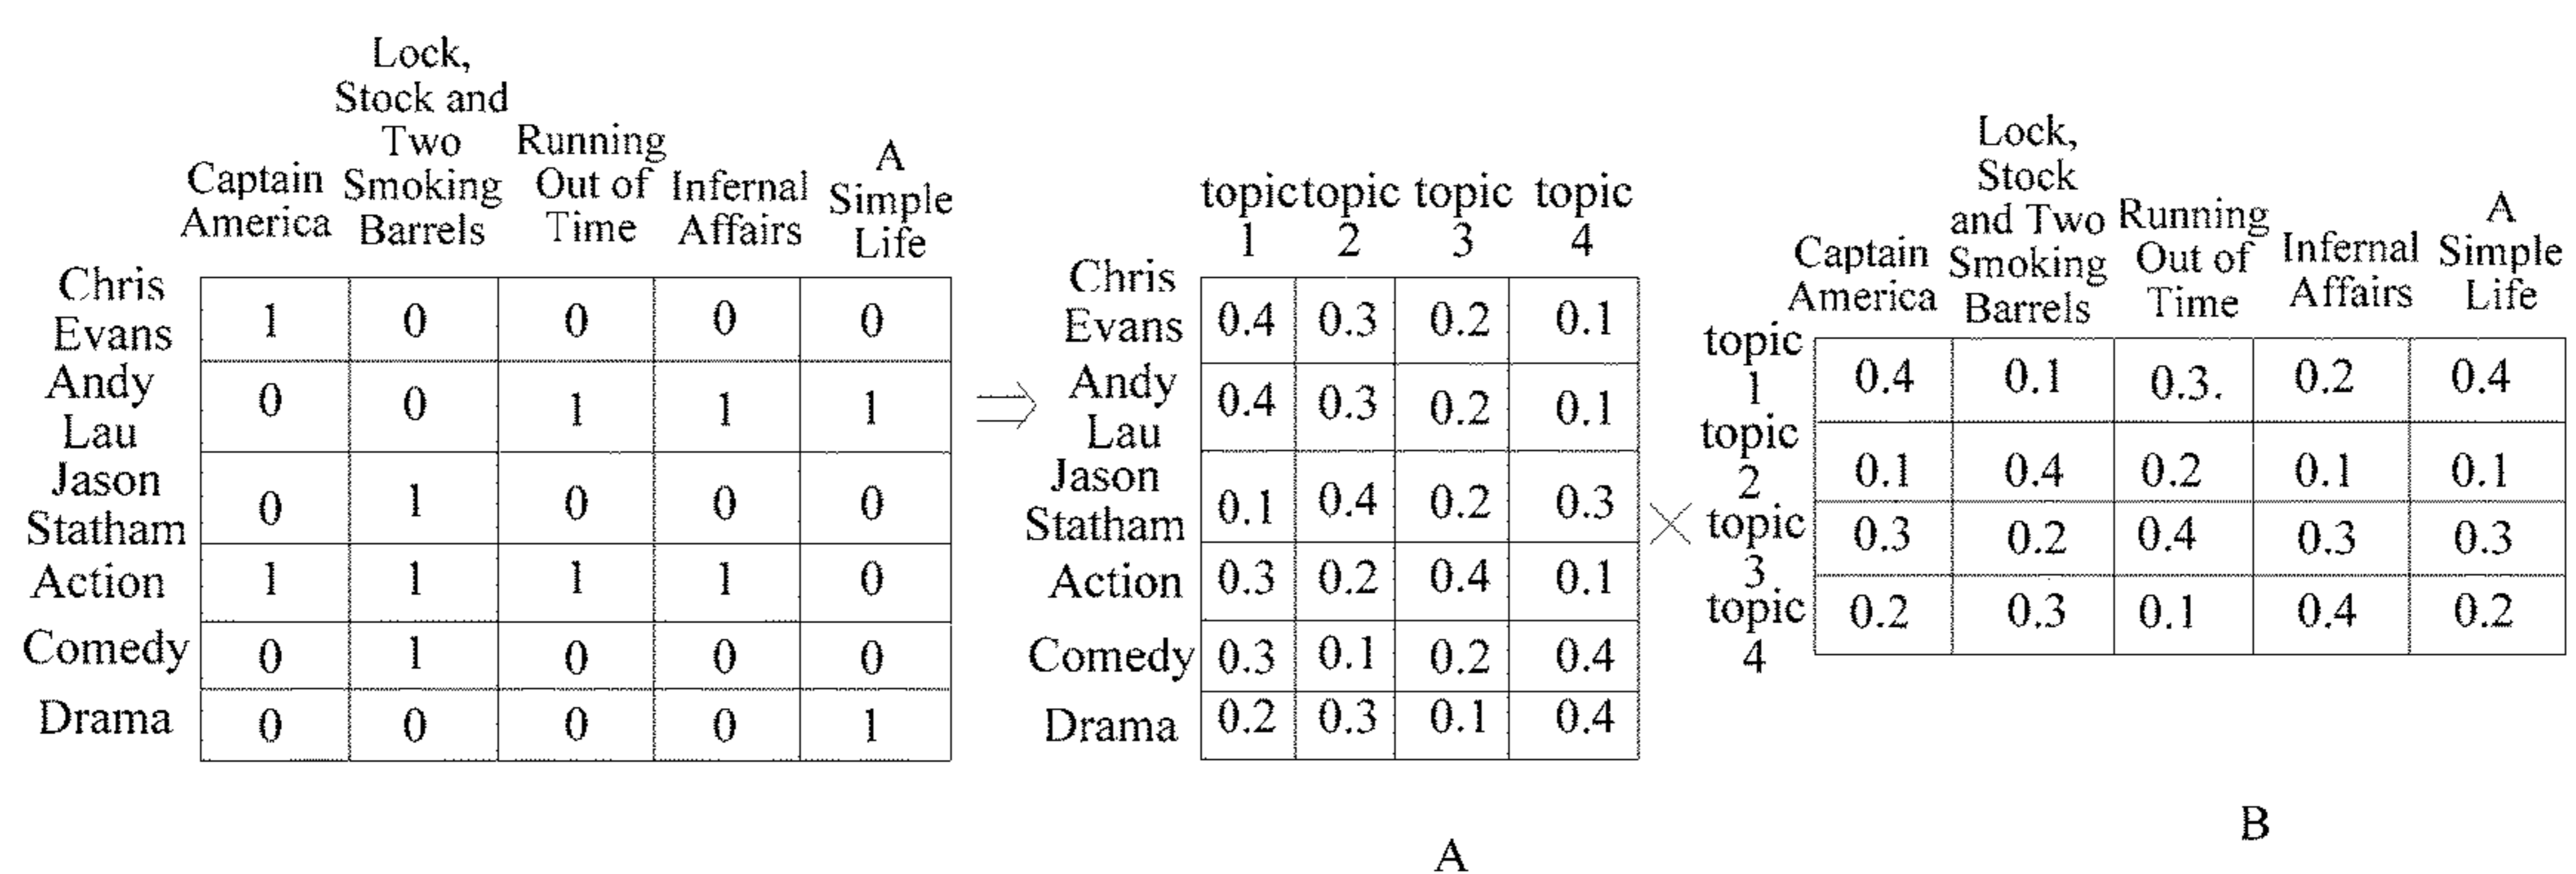 Captain
America
Lock,
Stock and
Two
Smoking
Barrels
Running
Out of
Time
Infernal
Affairs
A
Simple
Life
Chris
Evans
1 0 0 0 0
Andy
Lau
0 0 1 1 1
Jason
Statham
0 1 0 0 0
Action 1 1 1 1 0
Comedy 0 1 0 0 0
Drama 0 0 0 0 1
topic
1
topic
2
topic
3
topic
4
Chris
Evans
0.4 0.3 0.2 0.1
Andy
Lau
0.4 0.3 0.2 0.1
Jason
Statham
0.1 0.4 0.2 0.3
Action 0.3 0.2 0.4 0.1
Comedy 0.3 0.1 0.2 0.4
Drama 0.2 0.3 0.1 0.4
A
×
Captain
America
Lock,
Stock
and Two
Smoking
Barrels
Running
Out of
Time
Infernal
Affairs
A
Simple
Life
topic
1
0.4 0.1 0.3. 0.2 0.4
topic
2
0.1 0.4 0.2 0.1 0.1
topic
3
0.3 0.2 0.4 0.3 0.3
topic
4
0.2 0.3 0.1 0.4 0.2
B